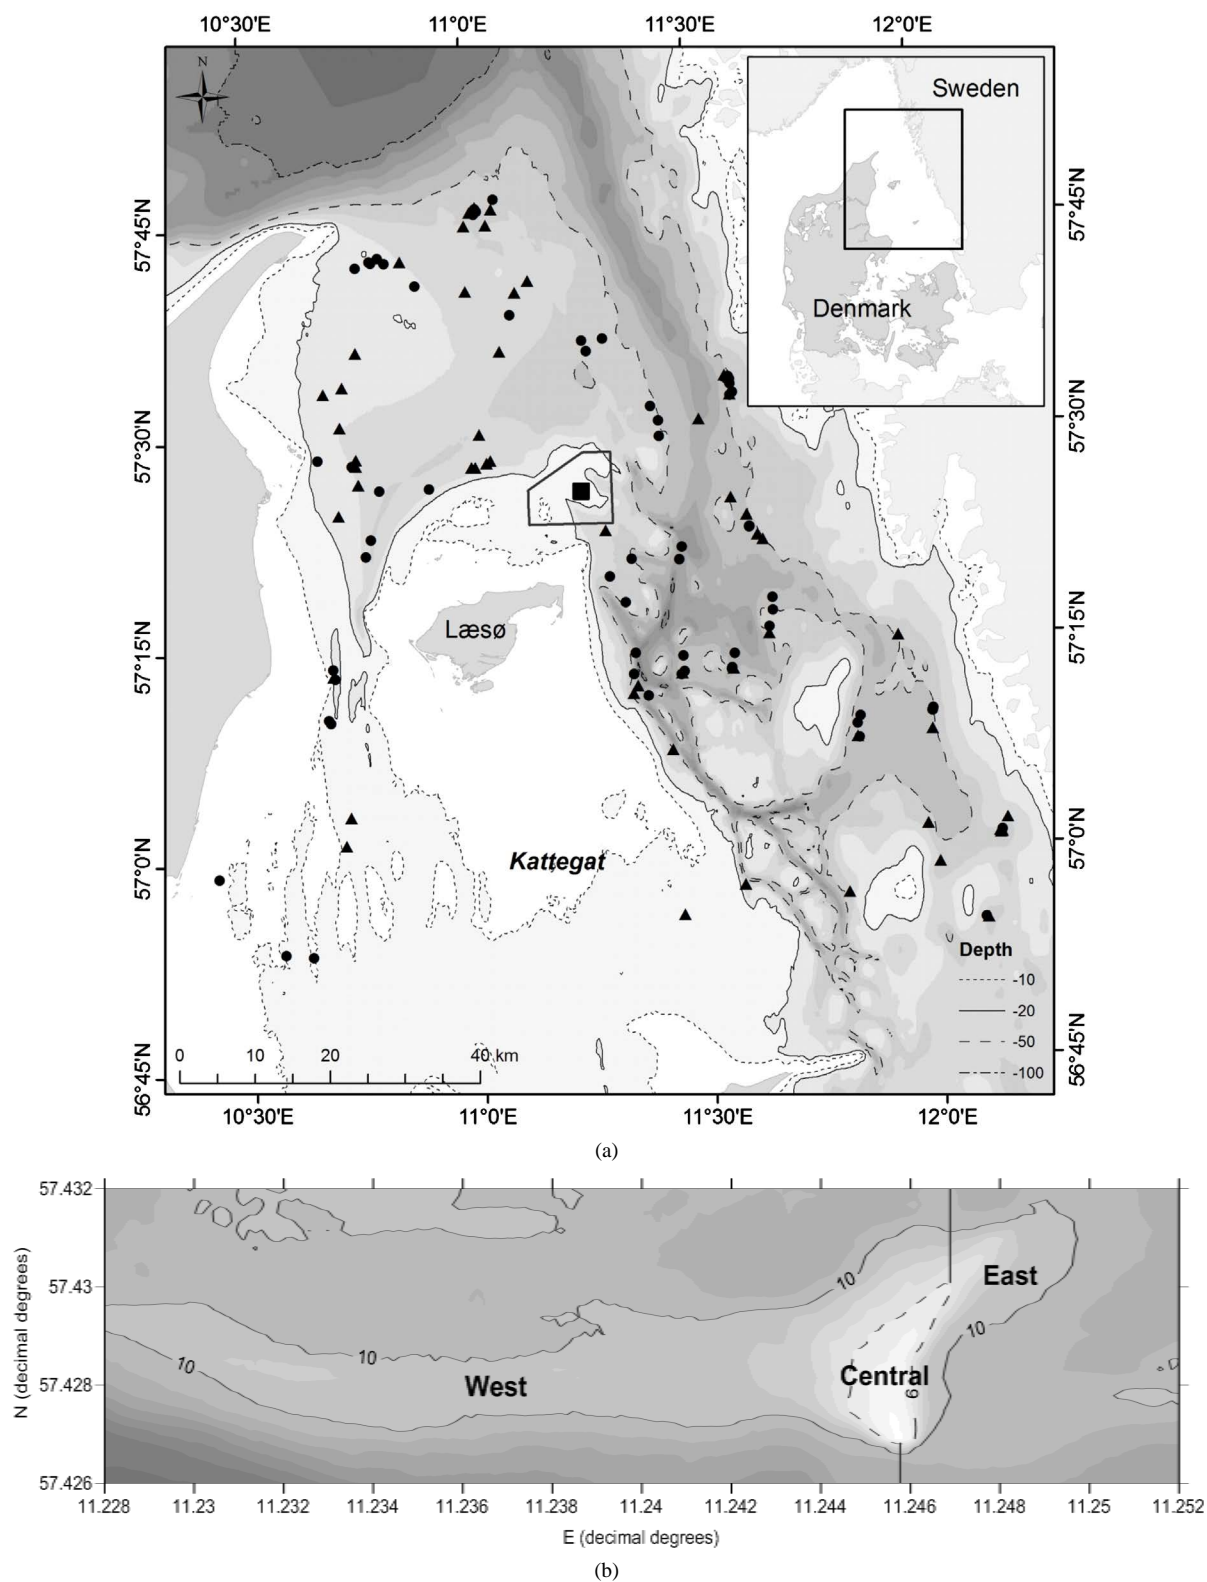 10°30'E 11°0'E 11°30'E 12°0'E
N
Sweden
Denmark
57°45'N 57°45'N
57°30'N 57°30'N
57°15'N 57°15'N
Læsø
57°0'N 57°0'N
Kattegat
Depth
-10
-20
-50
-100
0 10 20 40 km
56°45'N 56°45'N
10°30'E 11°0'E 11°30'E 12°0'E
(a)
57.432
57.43
57.428
57.426
N (decimal degrees)
10
East
10
10
10
West
Central
6
11.228 11.23 11.232 11.234 11.236 11.238 11.24 11.242 11.244 11.246 11.248 11.25 11.252
E (decimal degrees)
(b)